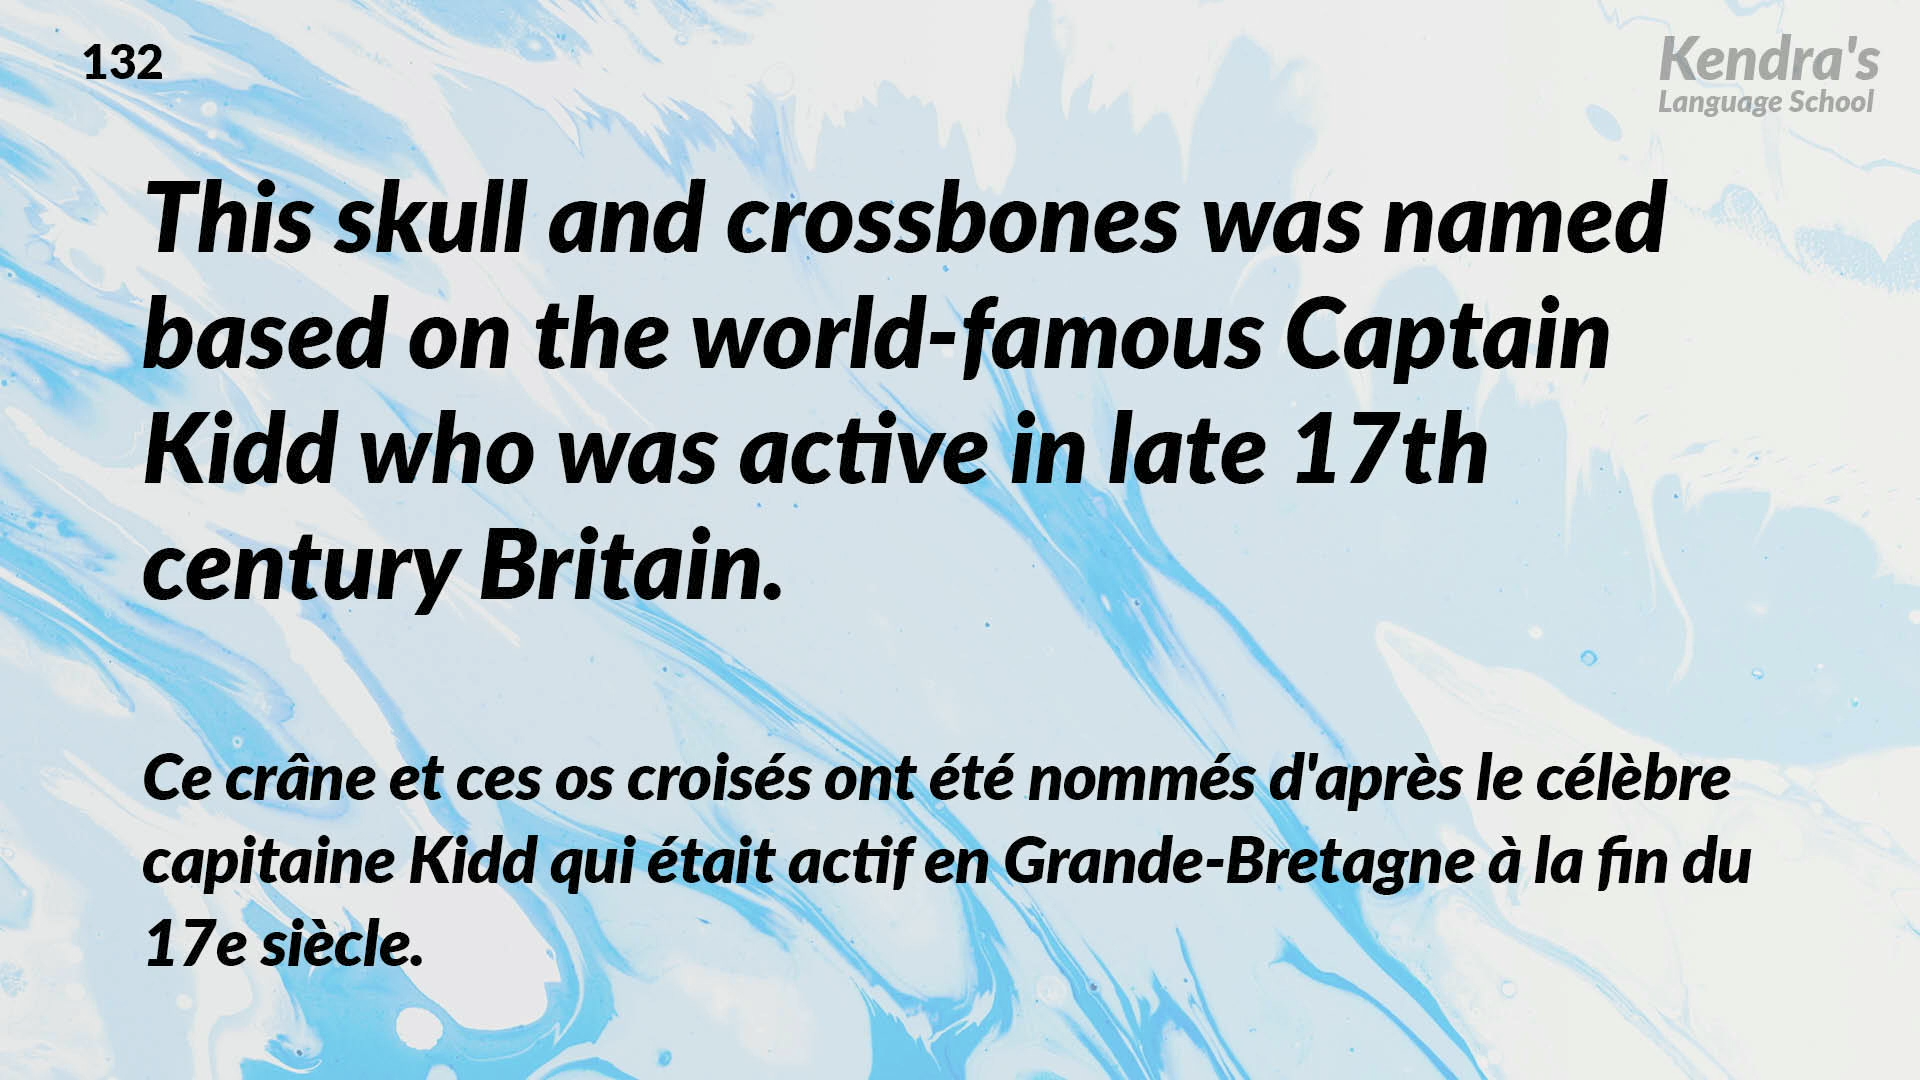 132
Kendra's
Language School
This skull and crossbones was named
based on the world-famous Captain
Kidd who was active in late 17th
century Britain.
Ce crâne et ces os croisés ont été nommés d'après le célèbre
capitaine Kidd qui était actif en Grande-Bretagne à la fin du
17e siècle.